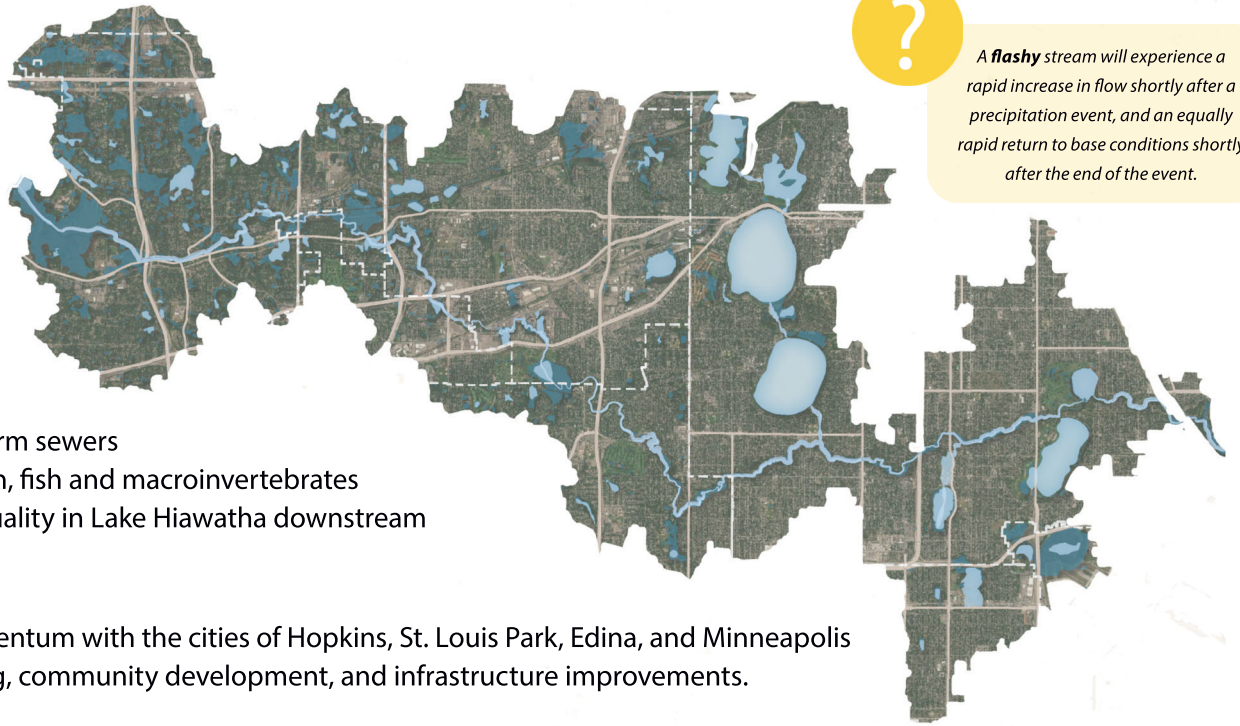 ?
A flashy stream will experience a
rapid increase in flow shortly after a
precipitation event, and an equally
rapid return to base conditions shortly
after the end of the event.
rm sewers
, fish and macroinvertebrates
uality in Lake Hiawatha downstream
entum with the cities of Hopkins, St. Louis Park, Edina, and Minneapolis
g, community development, and infrastructure improvements.